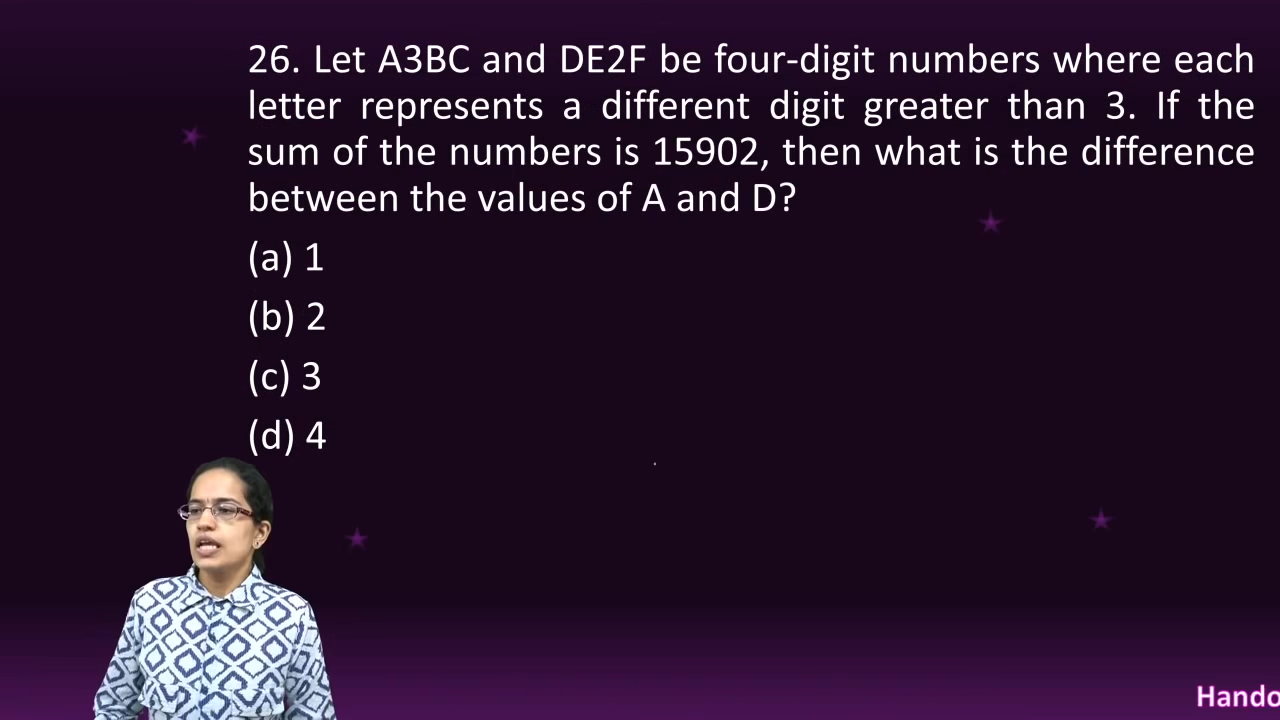 26. Let A3BC and DE2F be four-digit numbers where each
letter represents a different digit greater than 3. If the
sum of the numbers is 15902, then what is the difference
between the values of A and D?
(a) 1
(b) 2
(c) 3
(d) 4
Hando